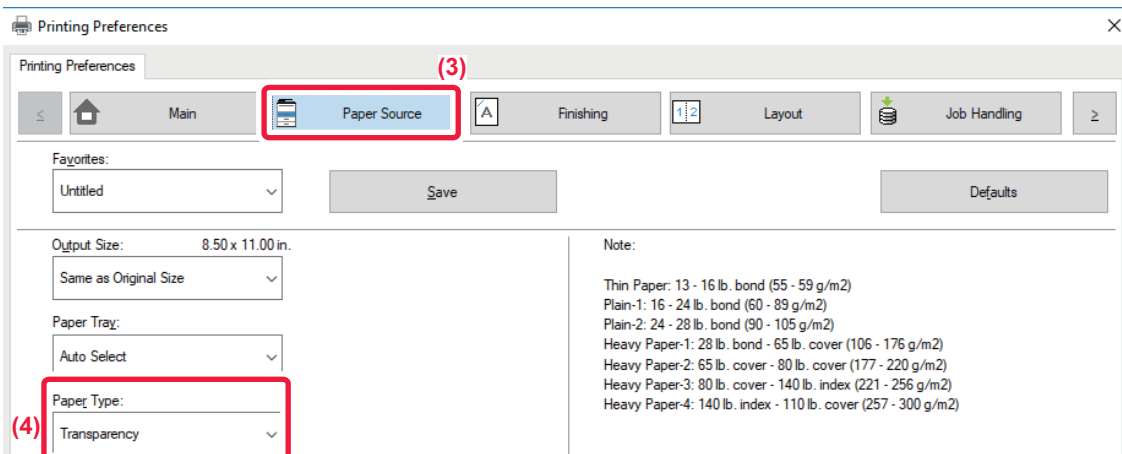 Printing Preferences
Printing Preferences
(3)
≤ Main Paper Source A Finishing 1 2 Layout Job Handling ≥
Favorites:
Untitled Save Defaults
Output Size: 8.50 x 11.00 in.
Same as Original Size
Paper Tray:
Auto Select
(4)
Paper Type:
Transparency
Note:
Thin Paper: 13 - 16 lb. bond (55 - 59 g/m2)
Plain-1: 16 - 24 lb. bond (60 - 89 g/m2)
Plain-2: 24 - 28 lb. bond (90 - 105 g/m2)
Heavy Paper-1: 28 lb. bond - 65 lb. cover (106 - 176 g/m2)
Heavy Paper-2: 65 lb. cover - 80 lb. cover (177 - 220 g/m2)
Heavy Paper-3: 80 lb. cover - 140 lb. index (221 - 256 g/m2)
Heavy Paper-4: 140 lb. index - 110 lb. cover (257 - 300 g/m2)